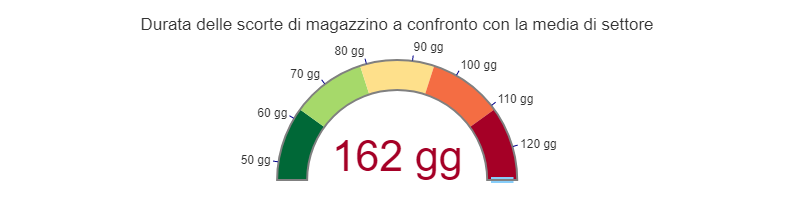 Durata delle scorte di magazzino a confronto con la media di settore
50 gg
60 gg
70 gg
80 gg
90 gg
100 gg
110 gg
120 gg
162 gg